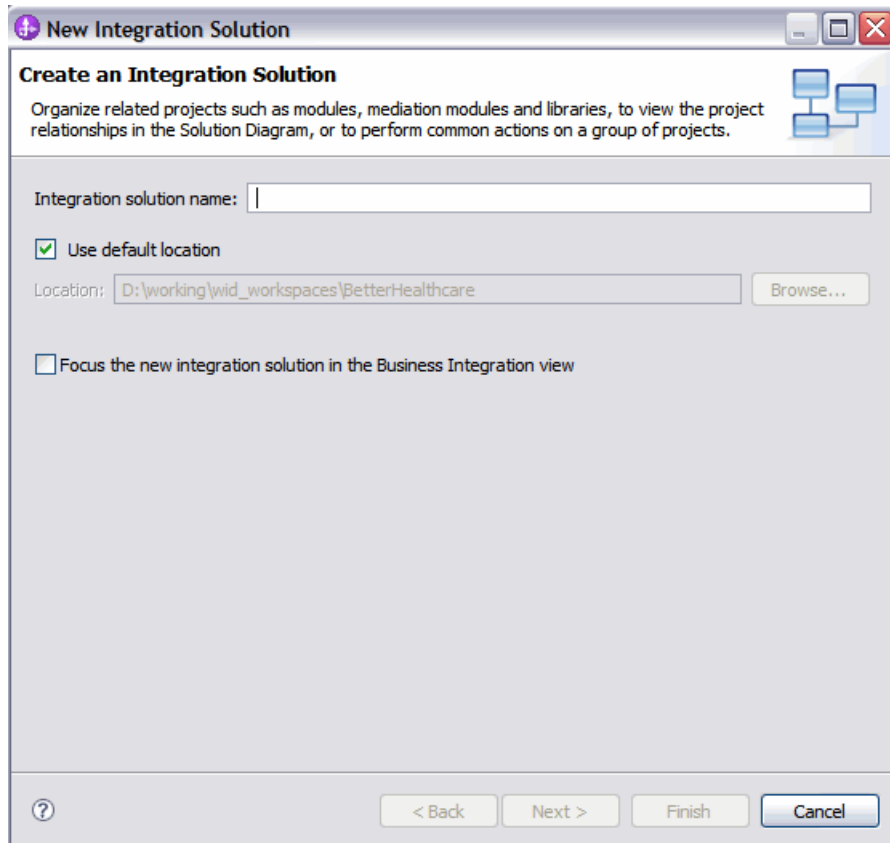 New Integration Solution
Create an Integration Solution
Organize related projects such as modules, mediation modules and libraries, to view the project
relationships in the Solution Diagram, or to perform common actions on a group of projects.
Integration solution name:
Use default location
Location: D:\working\wid_workspaces\BetterHealthcare Browse...
Focus the new integration solution in the Business Integration view
? < Back Next > Finish Cancel